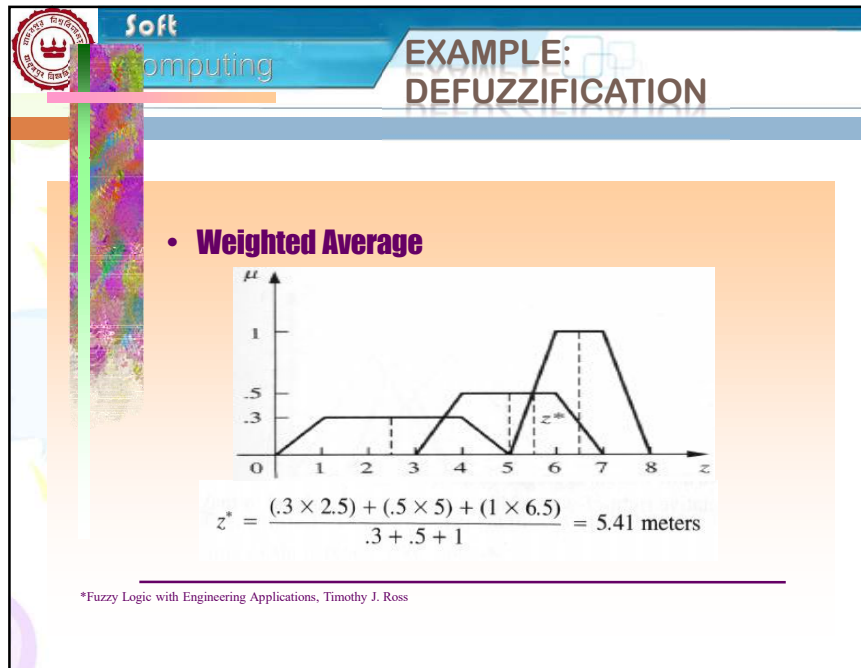 Soft
Computing
EXAMPLE:
DEFUZZIFICATION
• Weighted Average
μ
1
.5
.3
z*
0 1 2 3 4 5 6 7 8 z
z* = (.3 × 2.5) + (.5 × 5) + (1 × 6.5) / .3 + .5 + 1 = 5.41 meters
*Fuzzy Logic with Engineering Applications, Timothy J. Ross